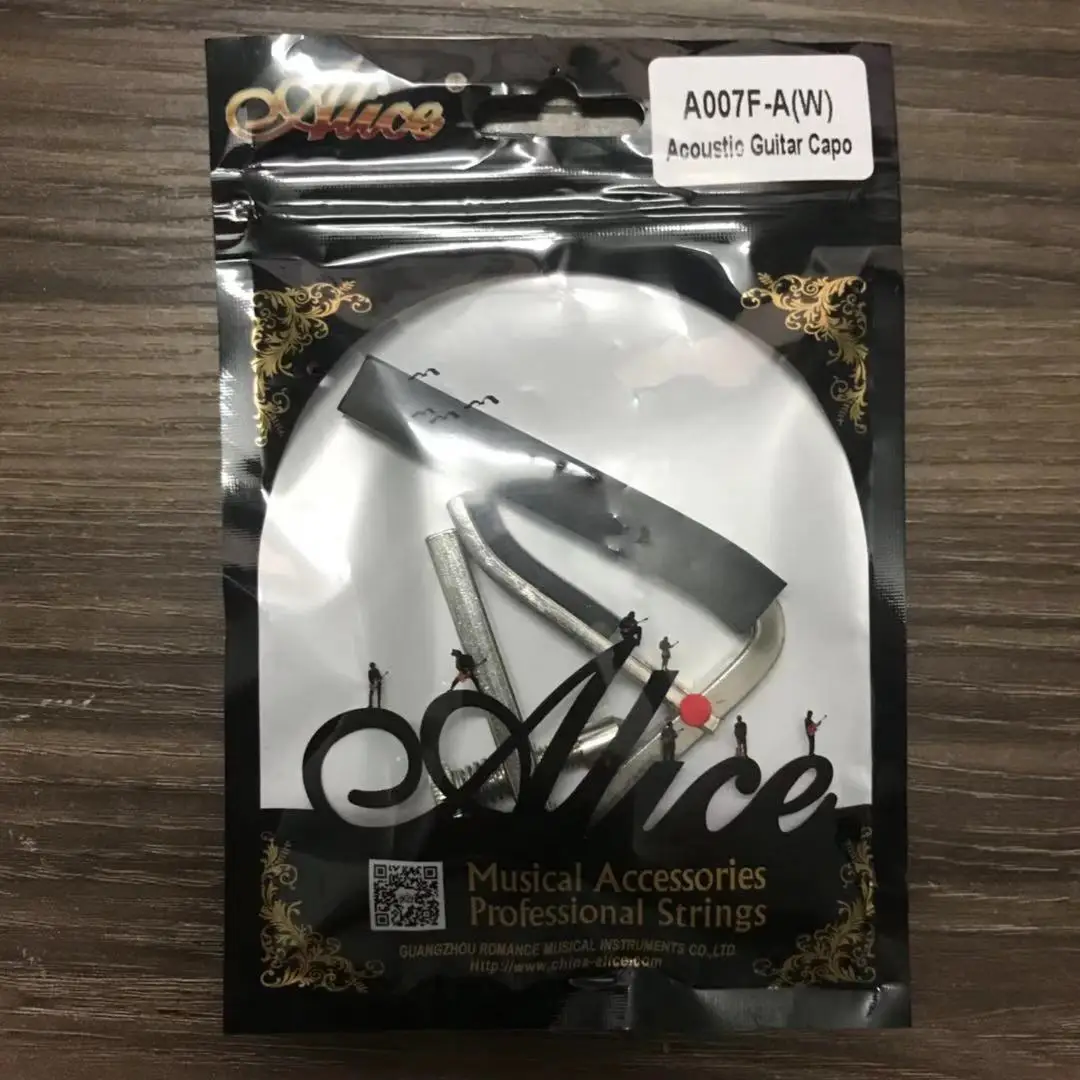 Alice®
A007F-A(W)
Acoustic Guitar Capo
Alice
Musical Accessories
Professional Strings
GUANGZHOU ROMANCE MUSICAL INSTRUMENTS CO.,LTD.
Http://www.china-alice.com